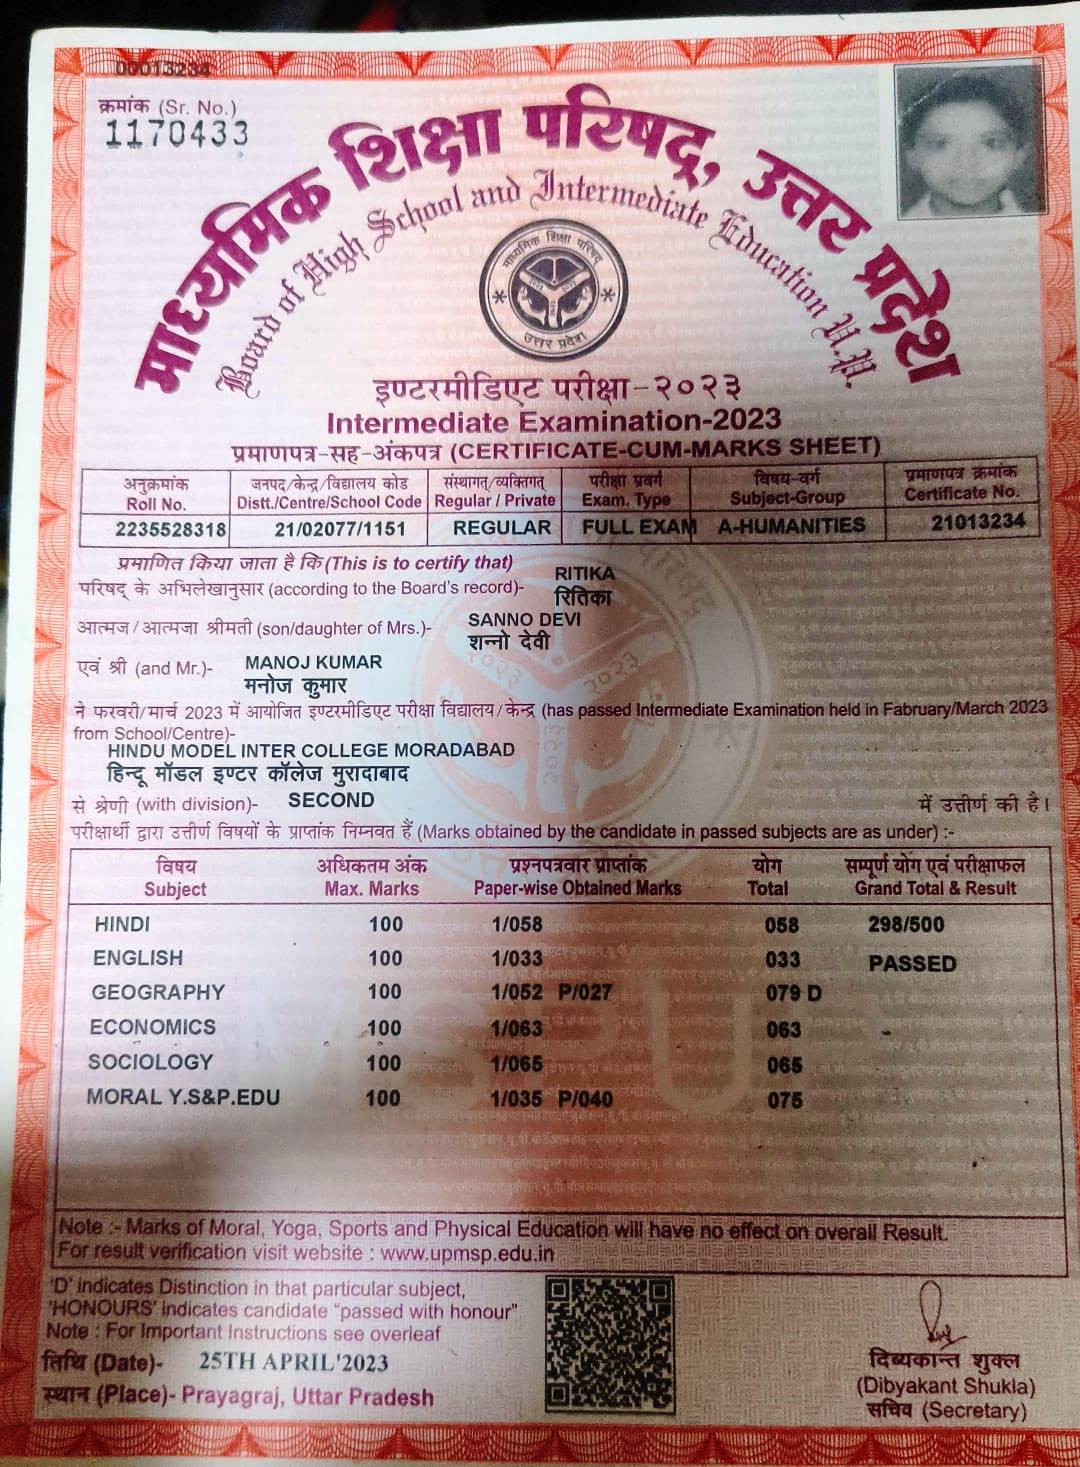 00013234
क्रमांक (Sr. No.)
1170433
माध्यमिक शिक्षा परिषद्, उत्तर प्रदेश
Board of High School and Intermediate Education U.P.
माध्यमिक शिक्षा परिषद्
उत्तर प्रदेश
इण्टरमीडिएट परीक्षा-२०२३
Intermediate Examination-2023
प्रमाणपत्र-सह-अंकपत्र (CERTIFICATE-CUM-MARKS SHEET)
अनुक्रमांक जनपद/केन्द्र/विद्यालय कोड संस्थागत्/व्यक्तिगत् परीक्षा प्रवर्ग विषय-वर्ग प्रमाणपत्र क्रमांक
Roll No. Distt./Centre/School Code Regular / Private Exam. Type Subject-Group Certificate No.
2235528318 21/02077/1151 REGULAR FULL EXAM A-HUMANITIES 21013234
प्रमाणित किया जाता है कि (This is to certify that)
RITIKA
परिषद् के अभिलेखानुसार (according to the Board's record)- रितिका
SANNO DEVI
आत्मज/आत्मजा श्रीमती (son/daughter of Mrs.)- शन्नो देवी
एवं श्री (and Mr.)- MANOJ KUMAR
मनोज कुमार
ने फरवरी/मार्च 2023 में आयोजित इण्टरमीडिएट परीक्षा विद्यालय/केन्द्र (has passed Intermediate Examination held in Fabruary/March 2023
from School/Centre)-
HINDU MODEL INTER COLLEGE MORADABAD
हिन्दू मॉडल इण्टर कॉलेज मुरादाबाद
से श्रेणी (with division)- SECOND में उत्तीर्ण की है।
परीक्षार्थी द्वारा उत्तीर्ण विषयों के प्राप्तांक निम्नवत हैं (Marks obtained by the candidate in passed subjects are as under) :-
विषय अधिकतम अंक प्रश्नपत्रवार प्राप्तांक योग सम्पूर्ण योग एवं परीक्षाफल
Subject Max. Marks Paper-wise Obtained Marks Total Grand Total & Result
HINDI 100 1/058 058 298/500
ENGLISH 100 1/033 033 PASSED
GEOGRAPHY 100 1/052 P/027 079 D
ECONOMICS 100 1/063 063
SOCIOLOGY 100 1/065 065
MORAL Y.S&P.EDU 100 1/035 P/040 075
Note :- Marks of Moral, Yoga, Sports and Physical Education will have no effect on overall Result.
For result verification visit website : www.upmsp.edu.in
'D' indicates Distinction in that particular subject,
'HONOURS' indicates candidate "passed with honour"
Note : For Important Instructions see overleaf
तिथि (Date)- 25TH APRIL'2023
स्थान (Place)- Prayagraj, Uttar Pradesh
दिब्यकान्त शुक्ल
(Dibyakant Shukla)
सचिव (Secretary)